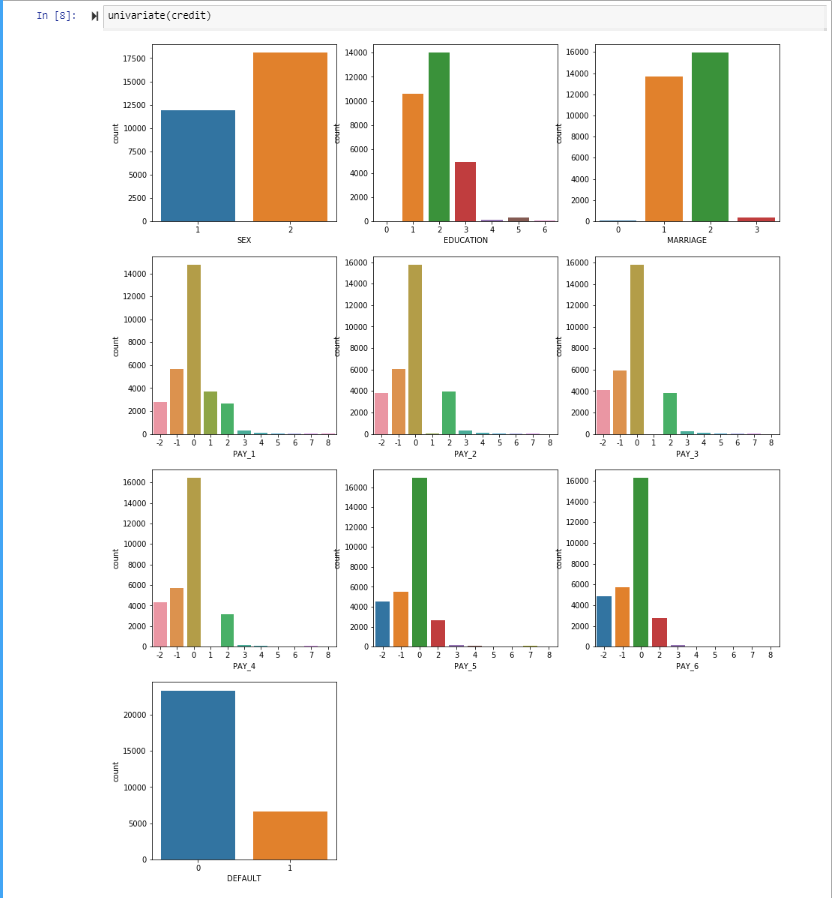 In [8]: univariate(credit)
17500
15000
12500
10000
7500
5000
2500
0
count
1 2
SEX
14000
12000
10000
8000
6000
4000
2000
0
count
0 1 2 3 4 5 6
EDUCATION
16000
14000
12000
10000
8000
6000
4000
2000
0
count
0 1 2 3
MARRIAGE
14000
12000
10000
8000
6000
4000
2000
0
count
-2 -1 0 1 2 3 4 5 6 7 8
PAY_1
16000
14000
12000
10000
8000
6000
4000
2000
0
count
-2 -1 0 1 2 3 4 5 6 7 8
PAY_2
16000
14000
12000
10000
8000
6000
4000
2000
0
count
-2 -1 0 1 2 3 4 5 6 7 8
PAY_3
16000
14000
12000
10000
8000
6000
4000
2000
0
count
-2 -1 0 1 2 3 4 5 6 7 8
PAY_4
16000
14000
12000
10000
8000
6000
4000
2000
0
count
-2 -1 0 2 3 4 5 6 7 8
PAY_5
16000
14000
12000
10000
8000
6000
4000
2000
0
count
-2 -1 0 2 3 4 5 6 7 8
PAY_6
20000
15000
10000
5000
0
count
0 1
DEFAULT